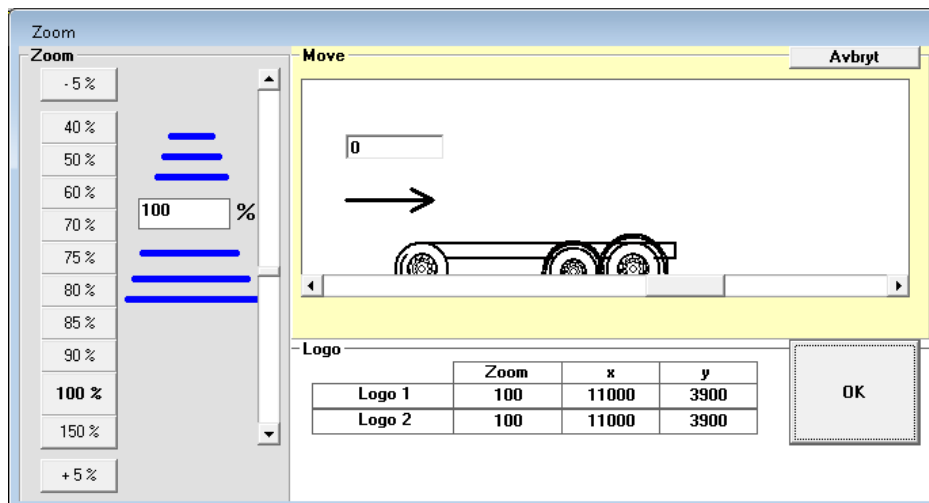 Zoom
Zoom
- 5 %
40 %
50 %
60 %
70 %
75 %
80 %
85 %
90 %
100 %
150 %
+ 5 %
100 %
Move
Avbryt
0
Logo
Zoom x y
Logo 1 100 11000 3900
Logo 2 100 11000 3900
OK